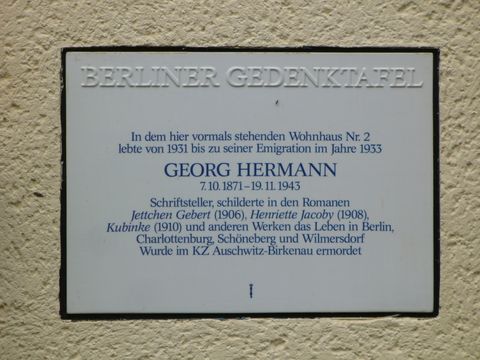 BERLINER GEDENKTAFEL
In dem hier vormals stehenden Wohnhaus Nr. 2
lebte von 1931 bis zu seiner Emigration im Jahre 1933
GEORG HERMANN
7.10.1871–19.11.1943
Schriftsteller, schilderte in den Romanen
Jettchen Gebert (1906), Henriette Jacoby (1908),
Kubinke (1910) und anderen Werken das Leben in Berlin,
Charlottenburg, Schöneberg und Wilmersdorf
Wurde im KZ Auschwitz-Birkenau ermordet